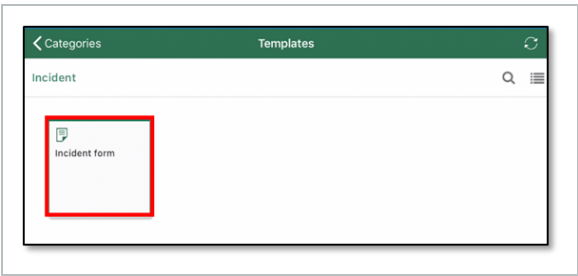 Categories
Templates
Incident
Incident form